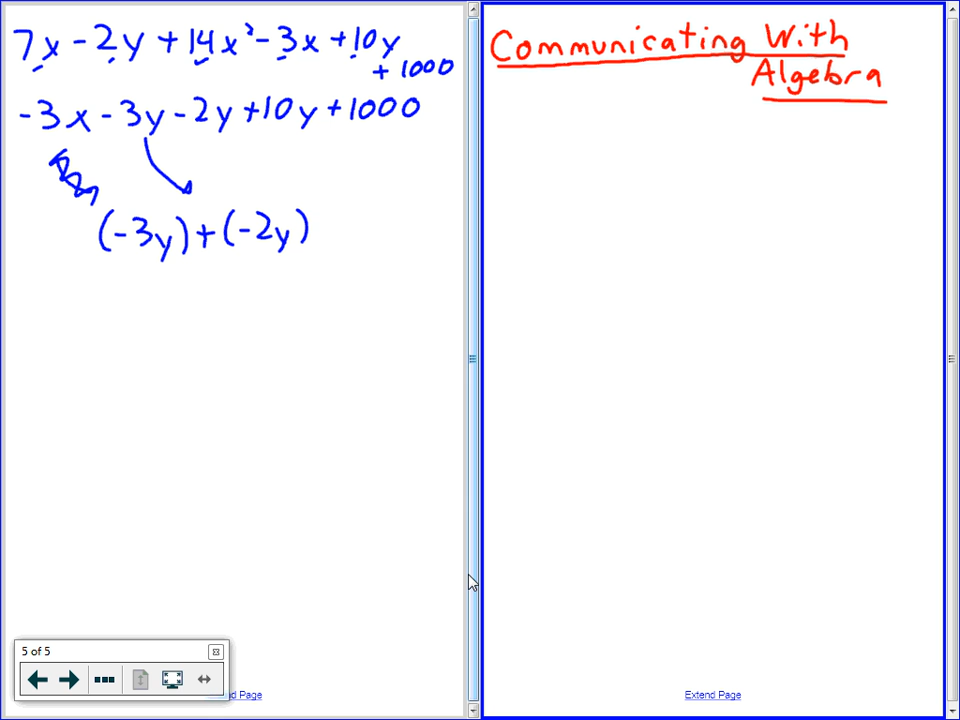 7x - 2y + 14x² - 3x + 10y
+ 1000
-3x - 3y - 2y + 10y + 1000
(-3y) + (-2y)
5 of 5
Communicating With
Algebra
Extend Page